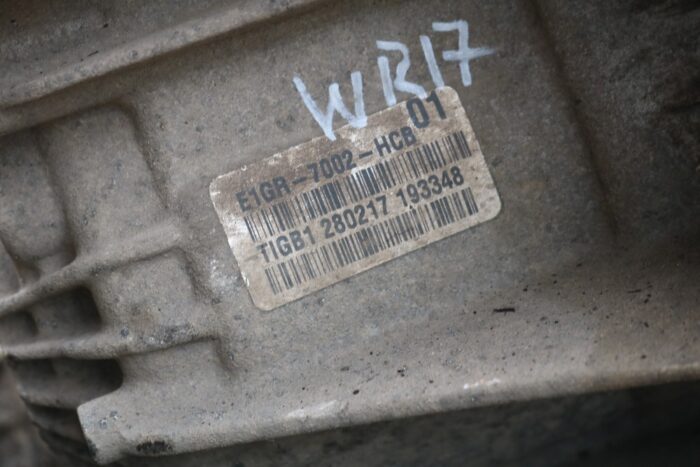 WR17
01
E1GR-7002-HCB
TIGB1 280217 193348